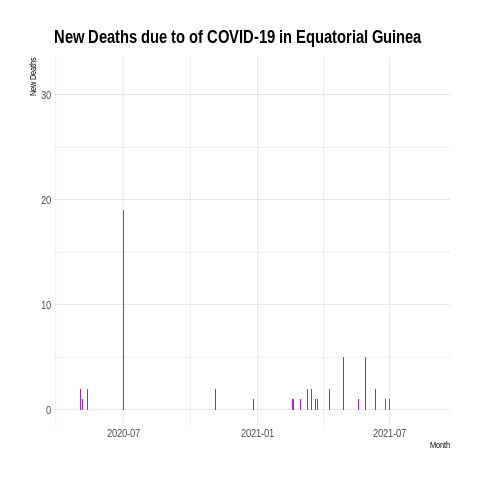 New Deaths due to of COVID-19 in Equatorial Guinea
New Deaths
30
20
10
0
2020-07
2021-01
2021-07
Month